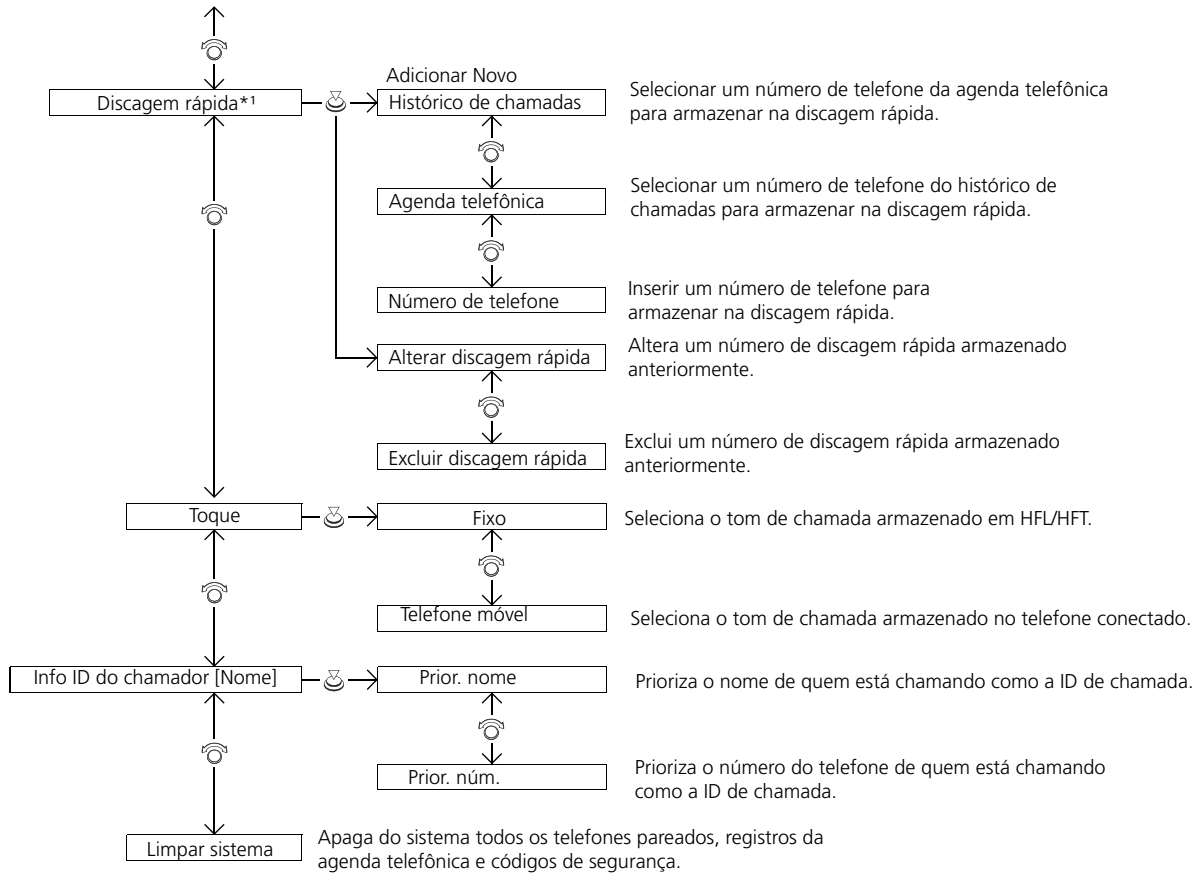 Adicionar Novo
Discagem rápida*¹
Histórico de chamadas
Selecionar um número de telefone da agenda telefônica
para armazenar na discagem rápida.
Agenda telefônica
Selecionar um número de telefone do histórico de
chamadas para armazenar na discagem rápida.
Número de telefone
Inserir um número de telefone para
armazenar na discagem rápida.
Alterar discagem rápida
Altera um número de discagem rápida armazenado
anteriormente.
Excluir discagem rápida
Exclui um número de discagem rápida armazenado
anteriormente.
Toque
Fixo
Seleciona o tom de chamada armazenado em HFL/HFT.
Telefone móvel
Seleciona o tom de chamada armazenado no telefone conectado.
Info ID do chamador [Nome]
Prior. nome
Prioriza o nome de quem está chamando como a ID de chamada.
Prior. núm.
Prioriza o número do telefone de quem está chamando
como a ID de chamada.
Limpar sistema
Apaga do sistema todos os telefones pareados, registros da
agenda telefônica e códigos de segurança.